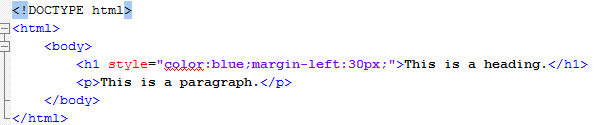 <!DOCTYPE html>
<html>
<body>
<h1 style="color:blue;margin-left:30px;">This is a heading.</h1>
<p>This is a paragraph.</p>
</body>
</html>